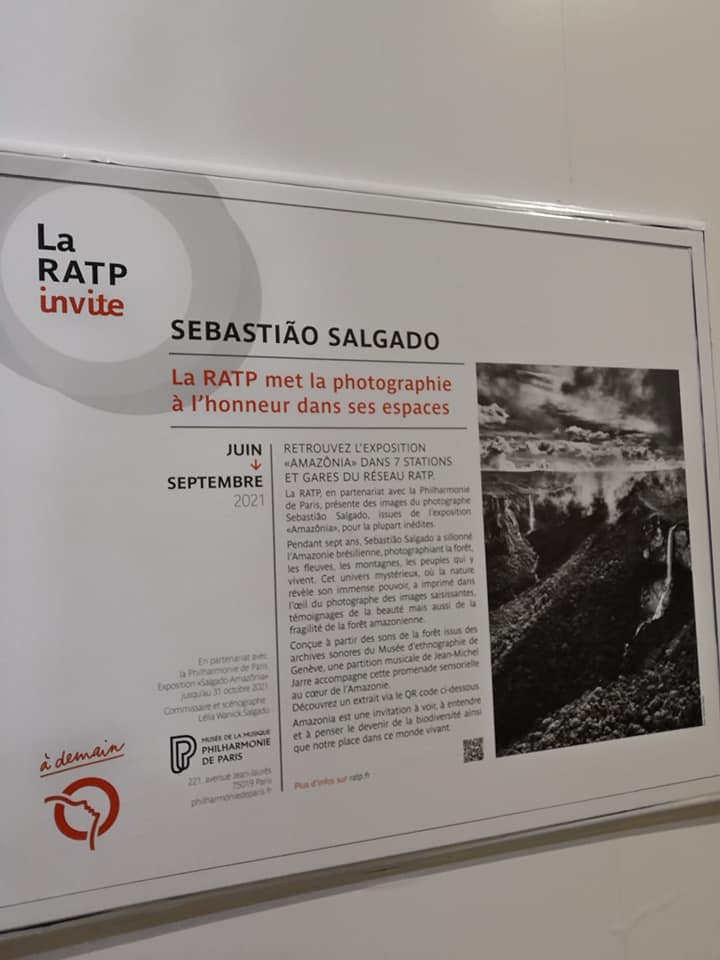 La
RATP
invite
SEBASTIÃO SALGADO
La RATP met la photographie
à l'honneur dans ses espaces
JUIN
SEPTEMBRE
2021
RETROUVEZ L'EXPOSITION
«AMAZÔNIA» DANS 7 STATIONS
ET GARES DU RÉSEAU RATP.
La RATP, en partenariat avec la Philharmonie
de Paris, présente des images du photographe
Sebastião Salgado, issues de l'exposition
«Amazônia», pour la plupart inédites.
Pendant sept ans, Sebastião Salgado a sillonné
l'Amazonie brésilienne, photographiant la forêt,
les fleuves, les montagnes, les peuples qui y
vivent. Cet univers mystérieux, où la nature
révèle son immense pouvoir, a imprimé dans
l'œil du photographe des images saisissantes,
témoignages de la beauté mais aussi de la
fragilité de la forêt amazonienne.
Conçue à partir des sons de la forêt issus des
archives sonores du Musée d'ethnographie de
Genève, une partition musicale de Jean-Michel
Jarre accompagne cette promenade sensorielle
au cœur de l'Amazonie.
Découvrez un extrait via le QR code ci-dessous.
Amazonia est une invitation à voir, à entendre
et à penser le devenir de la biodiversité ainsi
que notre place dans ce monde vivant.
Plus d'infos sur ratp.fr
En partenariat avec
la Philharmonie de Paris
Exposition «Salgado Amazônia»
jusqu'au 31 octobre 2021
Commissaire et scénographe :
Lélia Wanick Salgado
MUSÉE DE LA MUSIQUE
PHILHARMONIE
DE PARIS
221, avenue Jean-Jaurès
75019 Paris
philharmoniedeparis.fr
à demain